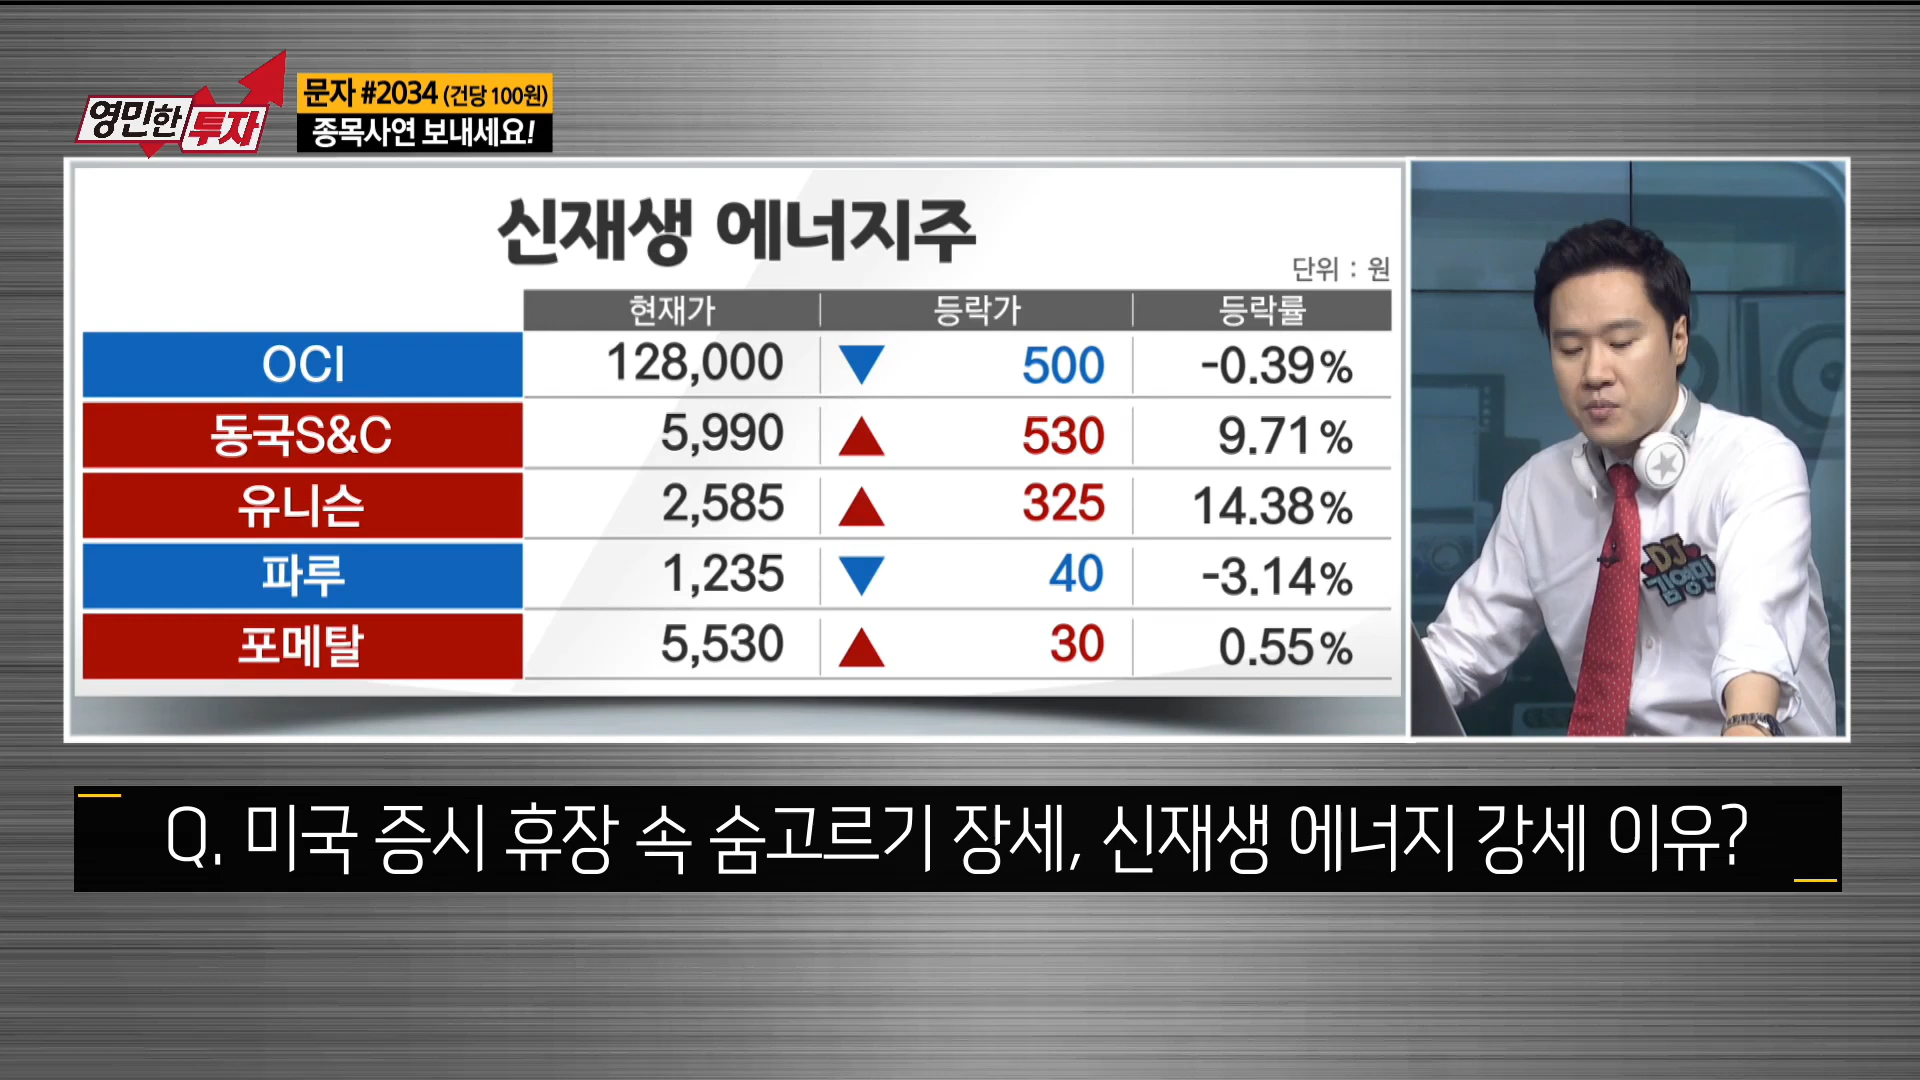 영민한 투자
문자 #2034 (건당 100원)
종목사연 보내세요!
신재생 에너지주
단위 : 원
현재가 등락가 등락률
OCI 128,000 ▼ 500 -0.39%
동국S&C 5,990 ▲ 530 9.71%
유니슨 2,585 ▲ 325 14.38%
파루 1,235 ▼ 40 -3.14%
포메탈 5,530 ▲ 30 0.55%
DJ
김영민
Q. 미국 증시 휴장 속 숨고르기 장세, 신재생 에너지 강세 이유?